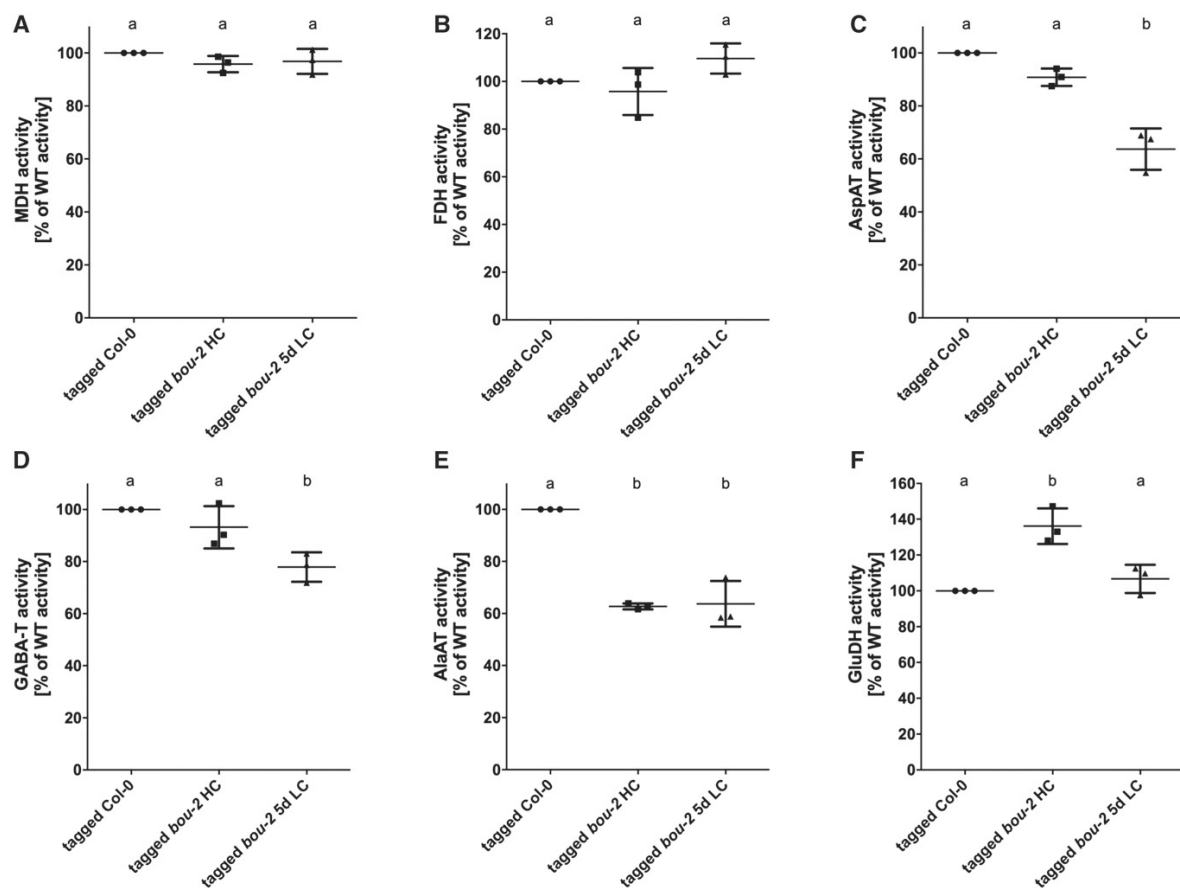 A
a a a
MDH activity
[% of WT activity]
100
80
60
40
20
0
tagged Col-0
tagged bou-2 HC
tagged bou-2 5d LC
B
a a a
FDH activity
[% of WT activity]
120
100
80
60
40
20
0
tagged Col-0
tagged bou-2 HC
tagged bou-2 5d LC
C
a a b
AspAT activity
[% of WT activity]
100
80
60
40
20
0
tagged Col-0
tagged bou-2 HC
tagged bou-2 5d LC
D
a a b
GABA-T activity
[% of WT activity]
100
80
60
40
20
0
tagged Col-0
tagged bou-2 HC
tagged bou-2 5d LC
E
a b b
AlaAT activity
[% of WT activity]
100
80
60
40
20
0
tagged Col-0
tagged bou-2 HC
tagged bou-2 5d LC
F
a b a
GluDH activity
[% of WT activity]
160
140
120
100
80
60
40
20
0
tagged Col-0
tagged bou-2 HC
tagged bou-2 5d LC